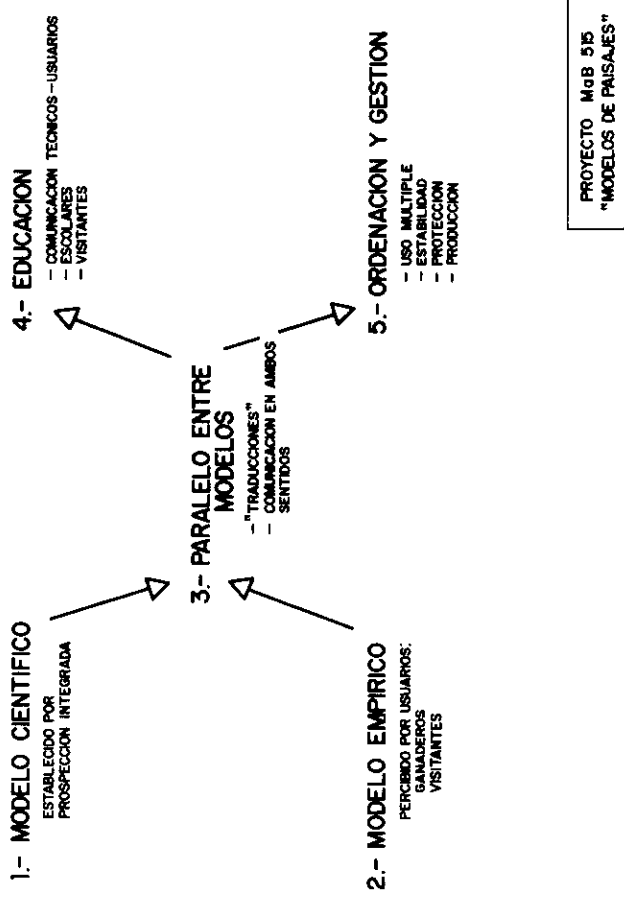 1.- MODELO CIENTIFICO
ESTABLECIDO POR
PROSPECCION INTEGRADA
2.- MODELO EMPIRICO
PERCIBIDO POR USUARIOS:
GANADEROS
VISITANTES
3.- PARALELO ENTRE
MODELOS
- "TRADUCCIONES"
- COMUNICACION EN AMBOS
SENTIDOS
4.- EDUCACION
- COMUNICACION TECNICOS-USUARIOS
- ESCOLARES
- VISITANTES
5.- ORDENACION Y GESTION
- USO MULTIPLE
- ESTABILIDAD
- PROTECCION
- PRODUCCION
PROYECTO MaB 515
"MODELOS DE PAISAJES"